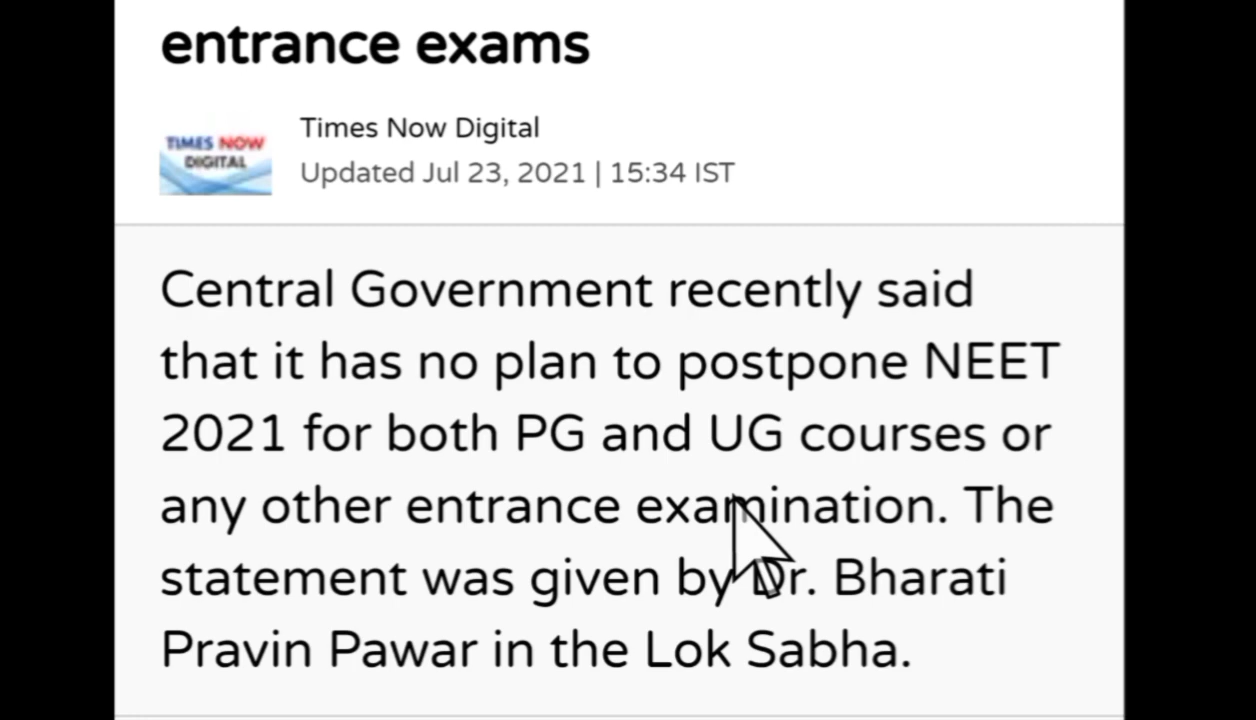 entrance exams
TIMES NOW
DIGITAL
Times Now Digital
Updated Jul 23, 2021 | 15:34 IST
Central Government recently said
that it has no plan to postpone NEET
2021 for both PG and UG courses or
any other entrance examination. The
statement was given by Dr. Bharati
Pravin Pawar in the Lok Sabha.